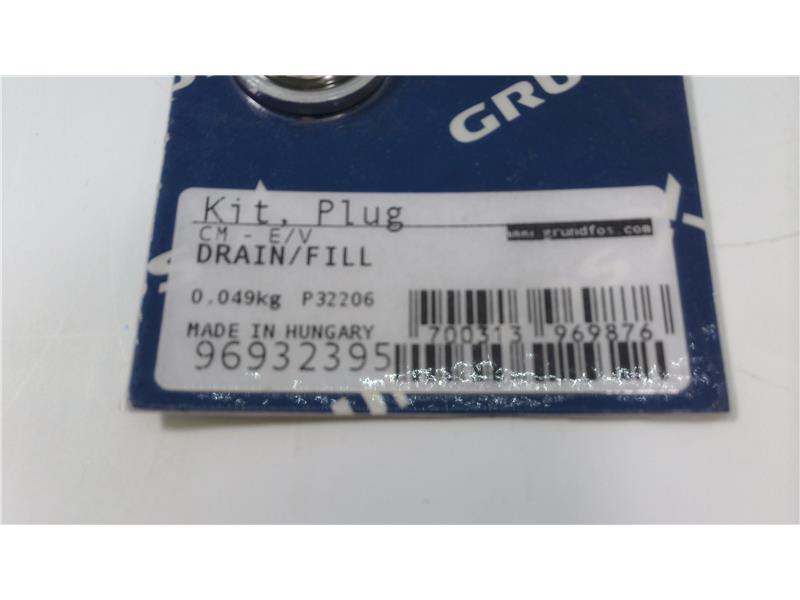 GRU
Kit, Plug
CM - E/V
www.grundfos.com
DRAIN/FILL
0.049kg P32206
MADE IN HUNGARY
700313 969876
96932395